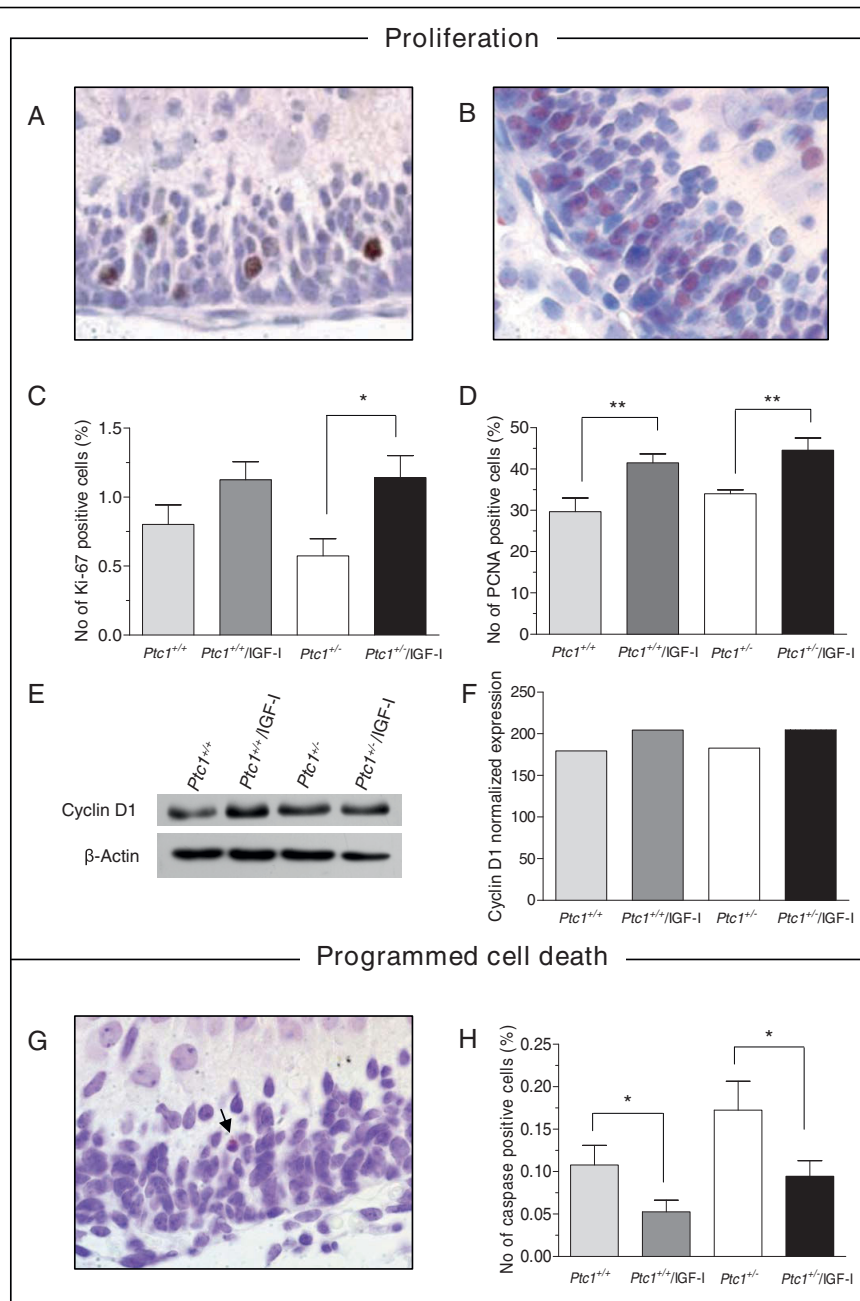 Proliferation
A
B
C
No of Ki-67 positive cells (%)
1.5
1.0
0.5
0.0
*
Ptc1+/+
Ptc1+/+/IGF-I
Ptc1+/-
Ptc1+/-/IGF-I
D
No of PCNA positive cells (%)
50
40
30
20
10
0
**
**
Ptc1+/+
Ptc1+/+/IGF-I
Ptc1+/-
Ptc1+/-/IGF-I
E
Ptc1+/+
Ptc1+/+/IGF-I
Ptc1+/-
Ptc1+/-/IGF-I
Cyclin D1
β-Actin
F
Cyclin D1 normalized expression
250
200
150
100
50
0
Ptc1+/+
Ptc1+/+/IGF-I
Ptc1+/-
Ptc1+/-/IGF-I
Programmed cell death
G
H
No of caspase positive cells (%)
0.25
0.20
0.15
0.10
0.05
0.00
*
*
Ptc1+/+
Ptc1+/+/IGF-I
Ptc1+/-
Ptc1+/-/IGF-I